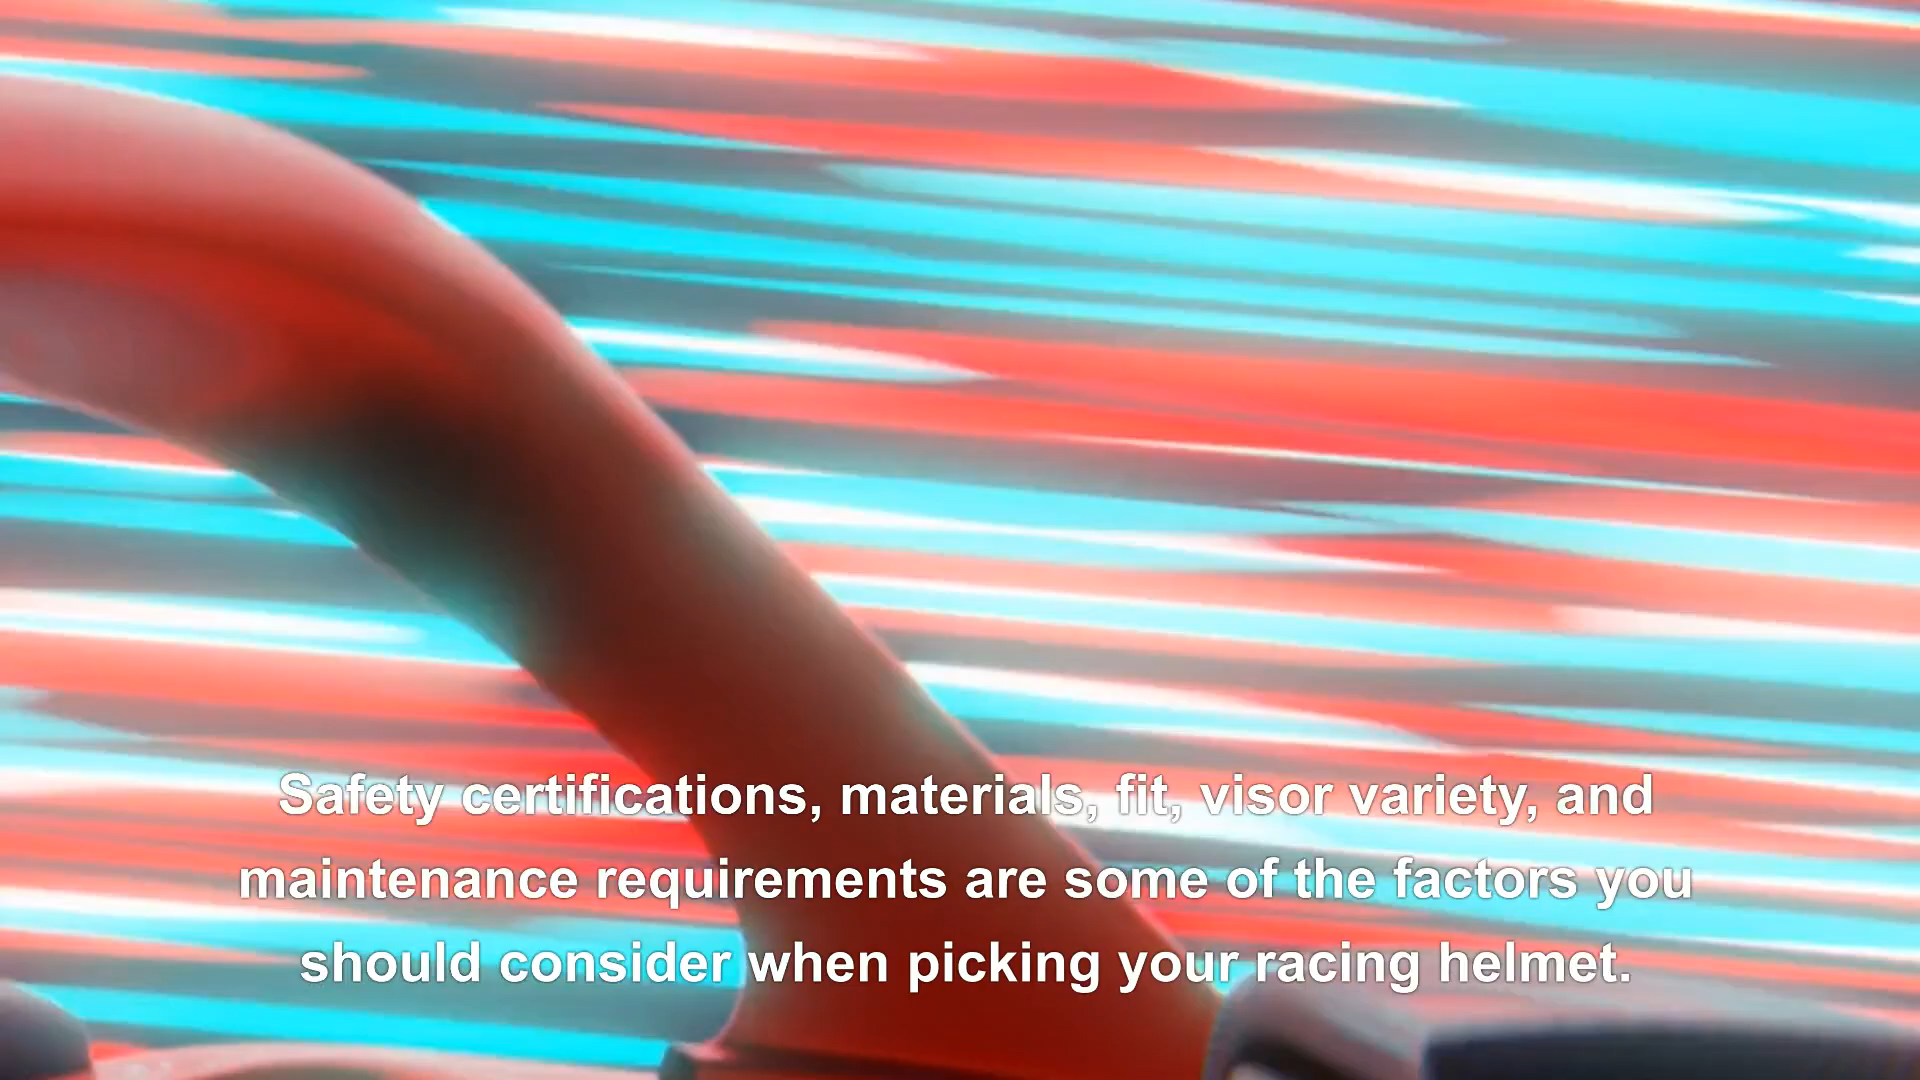 Safety certifications, materials, fit, visor variety, and
maintenance requirements are some of the factors you
should consider when picking your racing helmet.